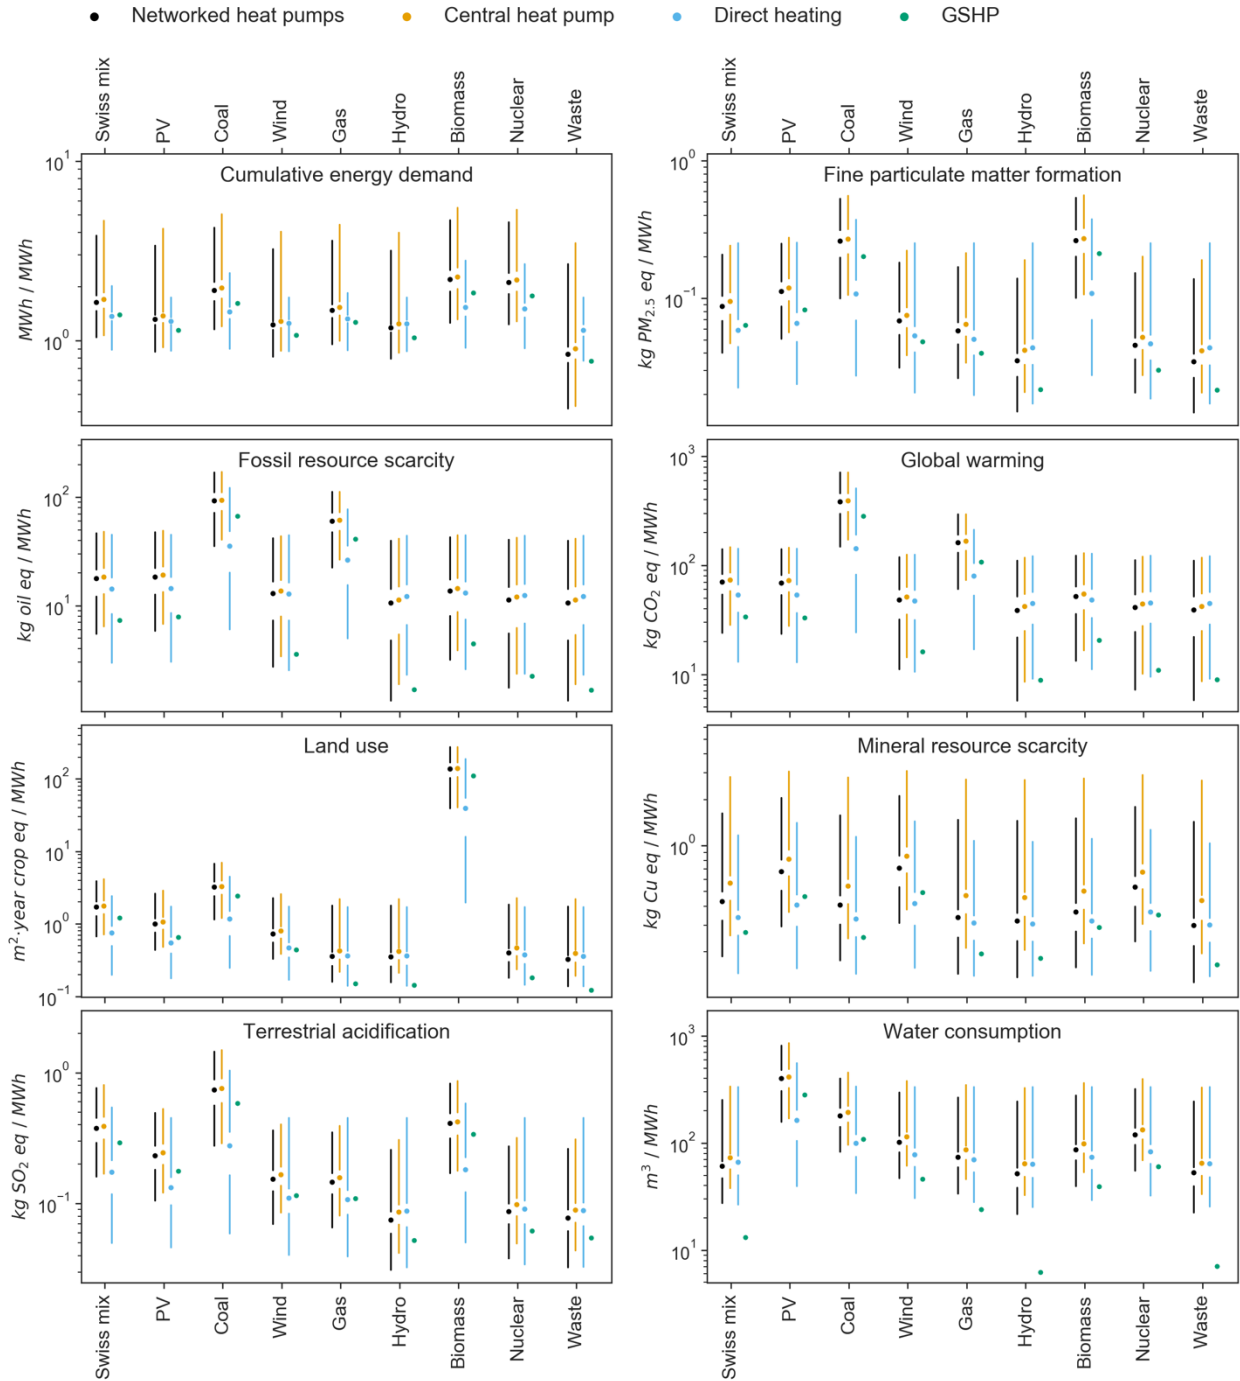 Networked heat pumps Central heat pump Direct heating GSHP
Swiss mix PV Coal Wind Gas Hydro Biomass Nuclear Waste
Swiss mix PV Coal Wind Gas Hydro Biomass Nuclear Waste
Cumulative energy demand
MWh / MWh
10¹
10⁰
Fine particulate matter formation
kg PM₂.₅ eq / MWh
10⁰
10⁻¹
Fossil resource scarcity
kg oil eq / MWh
10²
10¹
Global warming
kg CO₂ eq / MWh
10³
10²
10¹
Land use
m²·year crop eq / MWh
10²
10¹
10⁰
10⁻¹
Mineral resource scarcity
kg Cu eq / MWh
10⁰
Terrestrial acidification
kg SO₂ eq / MWh
10⁰
10⁻¹
Water consumption
m³ / MWh
10³
10²
10¹
Swiss mix PV Coal Wind Gas Hydro Biomass Nuclear Waste
Swiss mix PV Coal Wind Gas Hydro Biomass Nuclear Waste